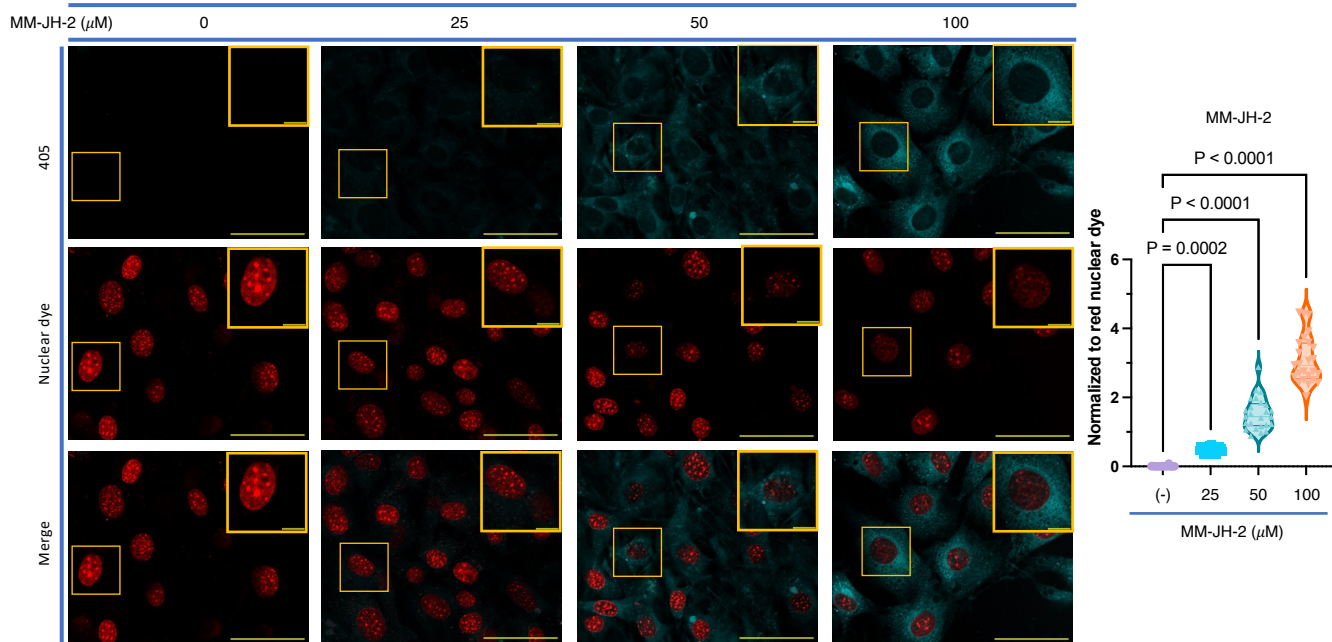 MM-JH-2 (μM) 0 25 50 100
405
Nuclear dye
Merge
MM-JH-2
P < 0.0001
P < 0.0001
P = 0.0002
Normalized to red nuclear dye
6
4
2
0
(-) 25 50 100
MM-JH-2 (μM)